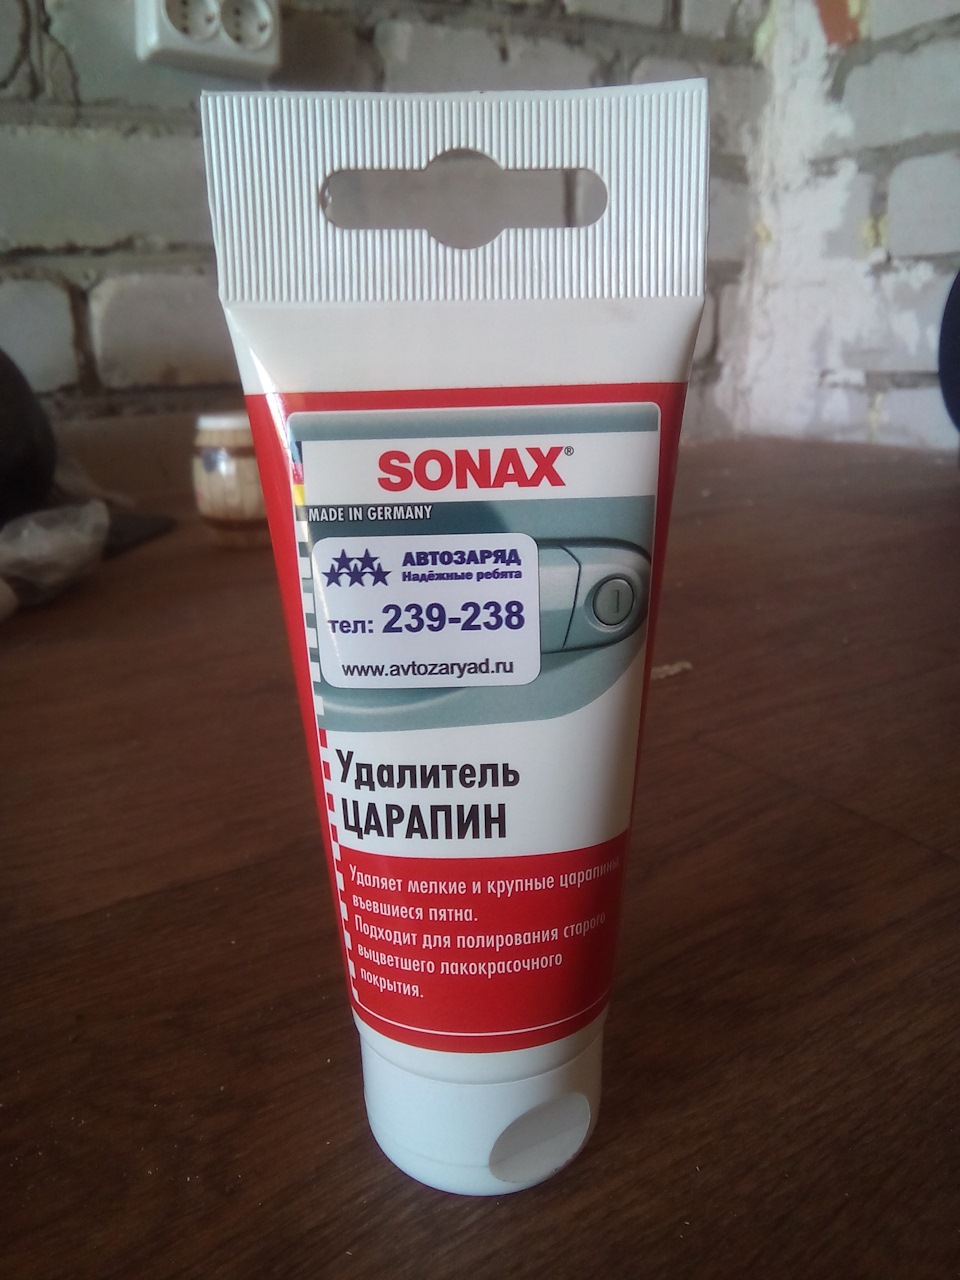 SONAX®
MADE IN GERMANY
АВТОЗАРЯД
Надёжные ребята
тел: 239-238
www.avtozaryad.ru
Удалитель
ЦАРАПИН
Удаляет мелкие и крупные царапины
въевшиеся пятна.
Подходит для полирования старого
выцветшего лакокрасочного
покрытия.